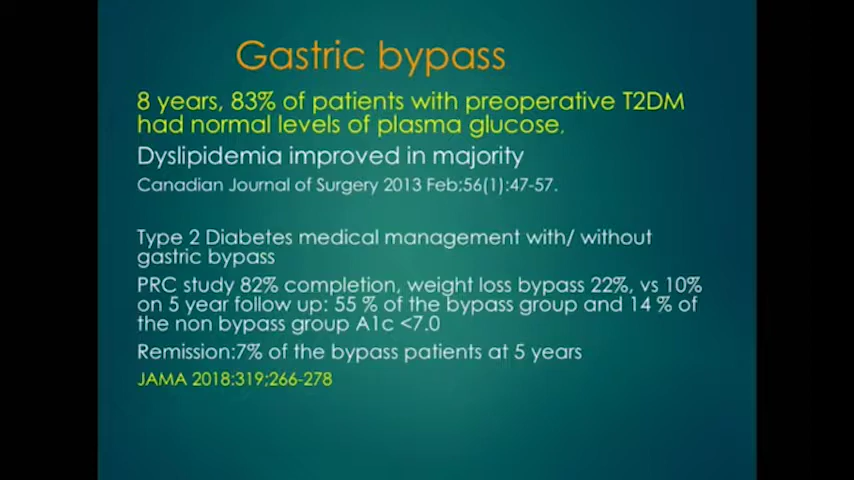 Gastric bypass
8 years, 83% of patients with preoperative T2DM
had normal levels of plasma glucose.
Dyslipidemia improved in majority
Canadian Journal of Surgery 2013 Feb;56(1):47-57.
Type 2 Diabetes medical management with/ without
gastric bypass
PRC study 82% completion, weight loss bypass 22%, vs 10%
on 5 year follow up: 55 % of the bypass group and 14 % of
the non bypass group A1c <7.0
Remission:7% of the bypass patients at 5 years
JAMA 2018:319;266-278